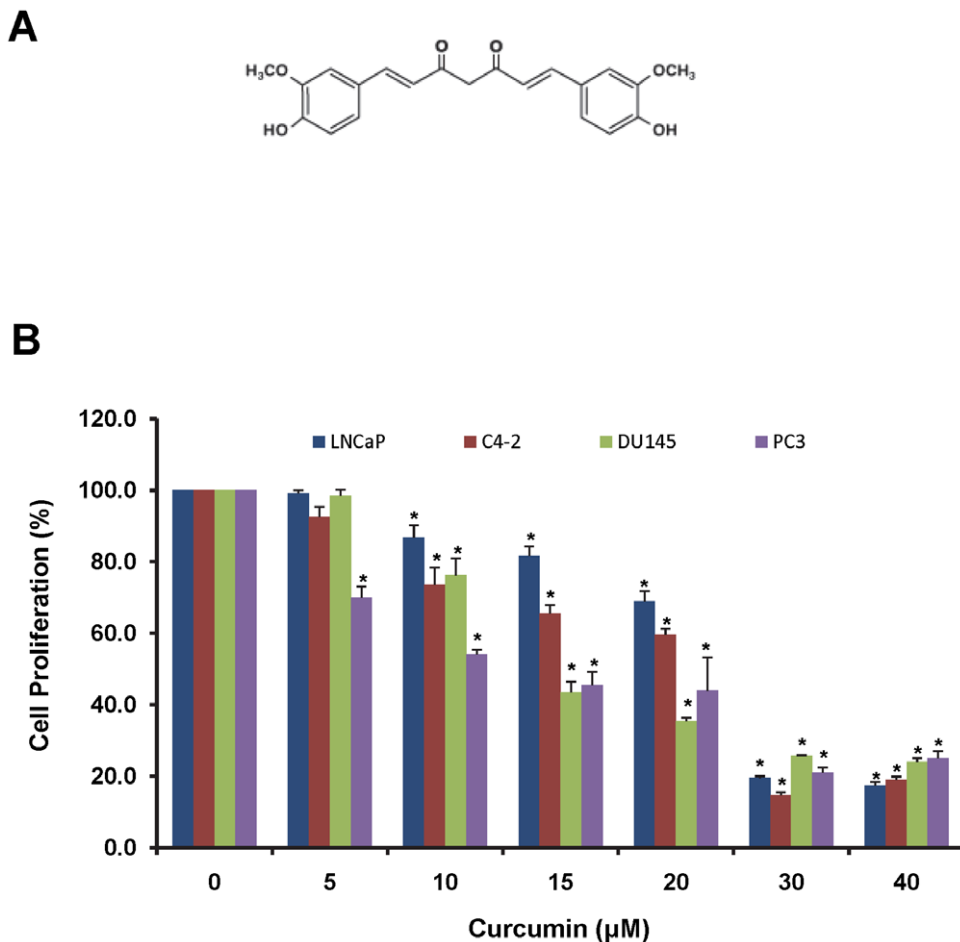 A
O O
H₃CO OCH₃
HO OH
B
120.0
LNCaP C4-2 DU145 PC3
100.0
80.0
60.0
40.0
20.0
0.0
Cell Proliferation (%)
* * * * * * * * * * * * * * * * * * * * *
0 5 10 15 20 30 40
Curcumin (µM)